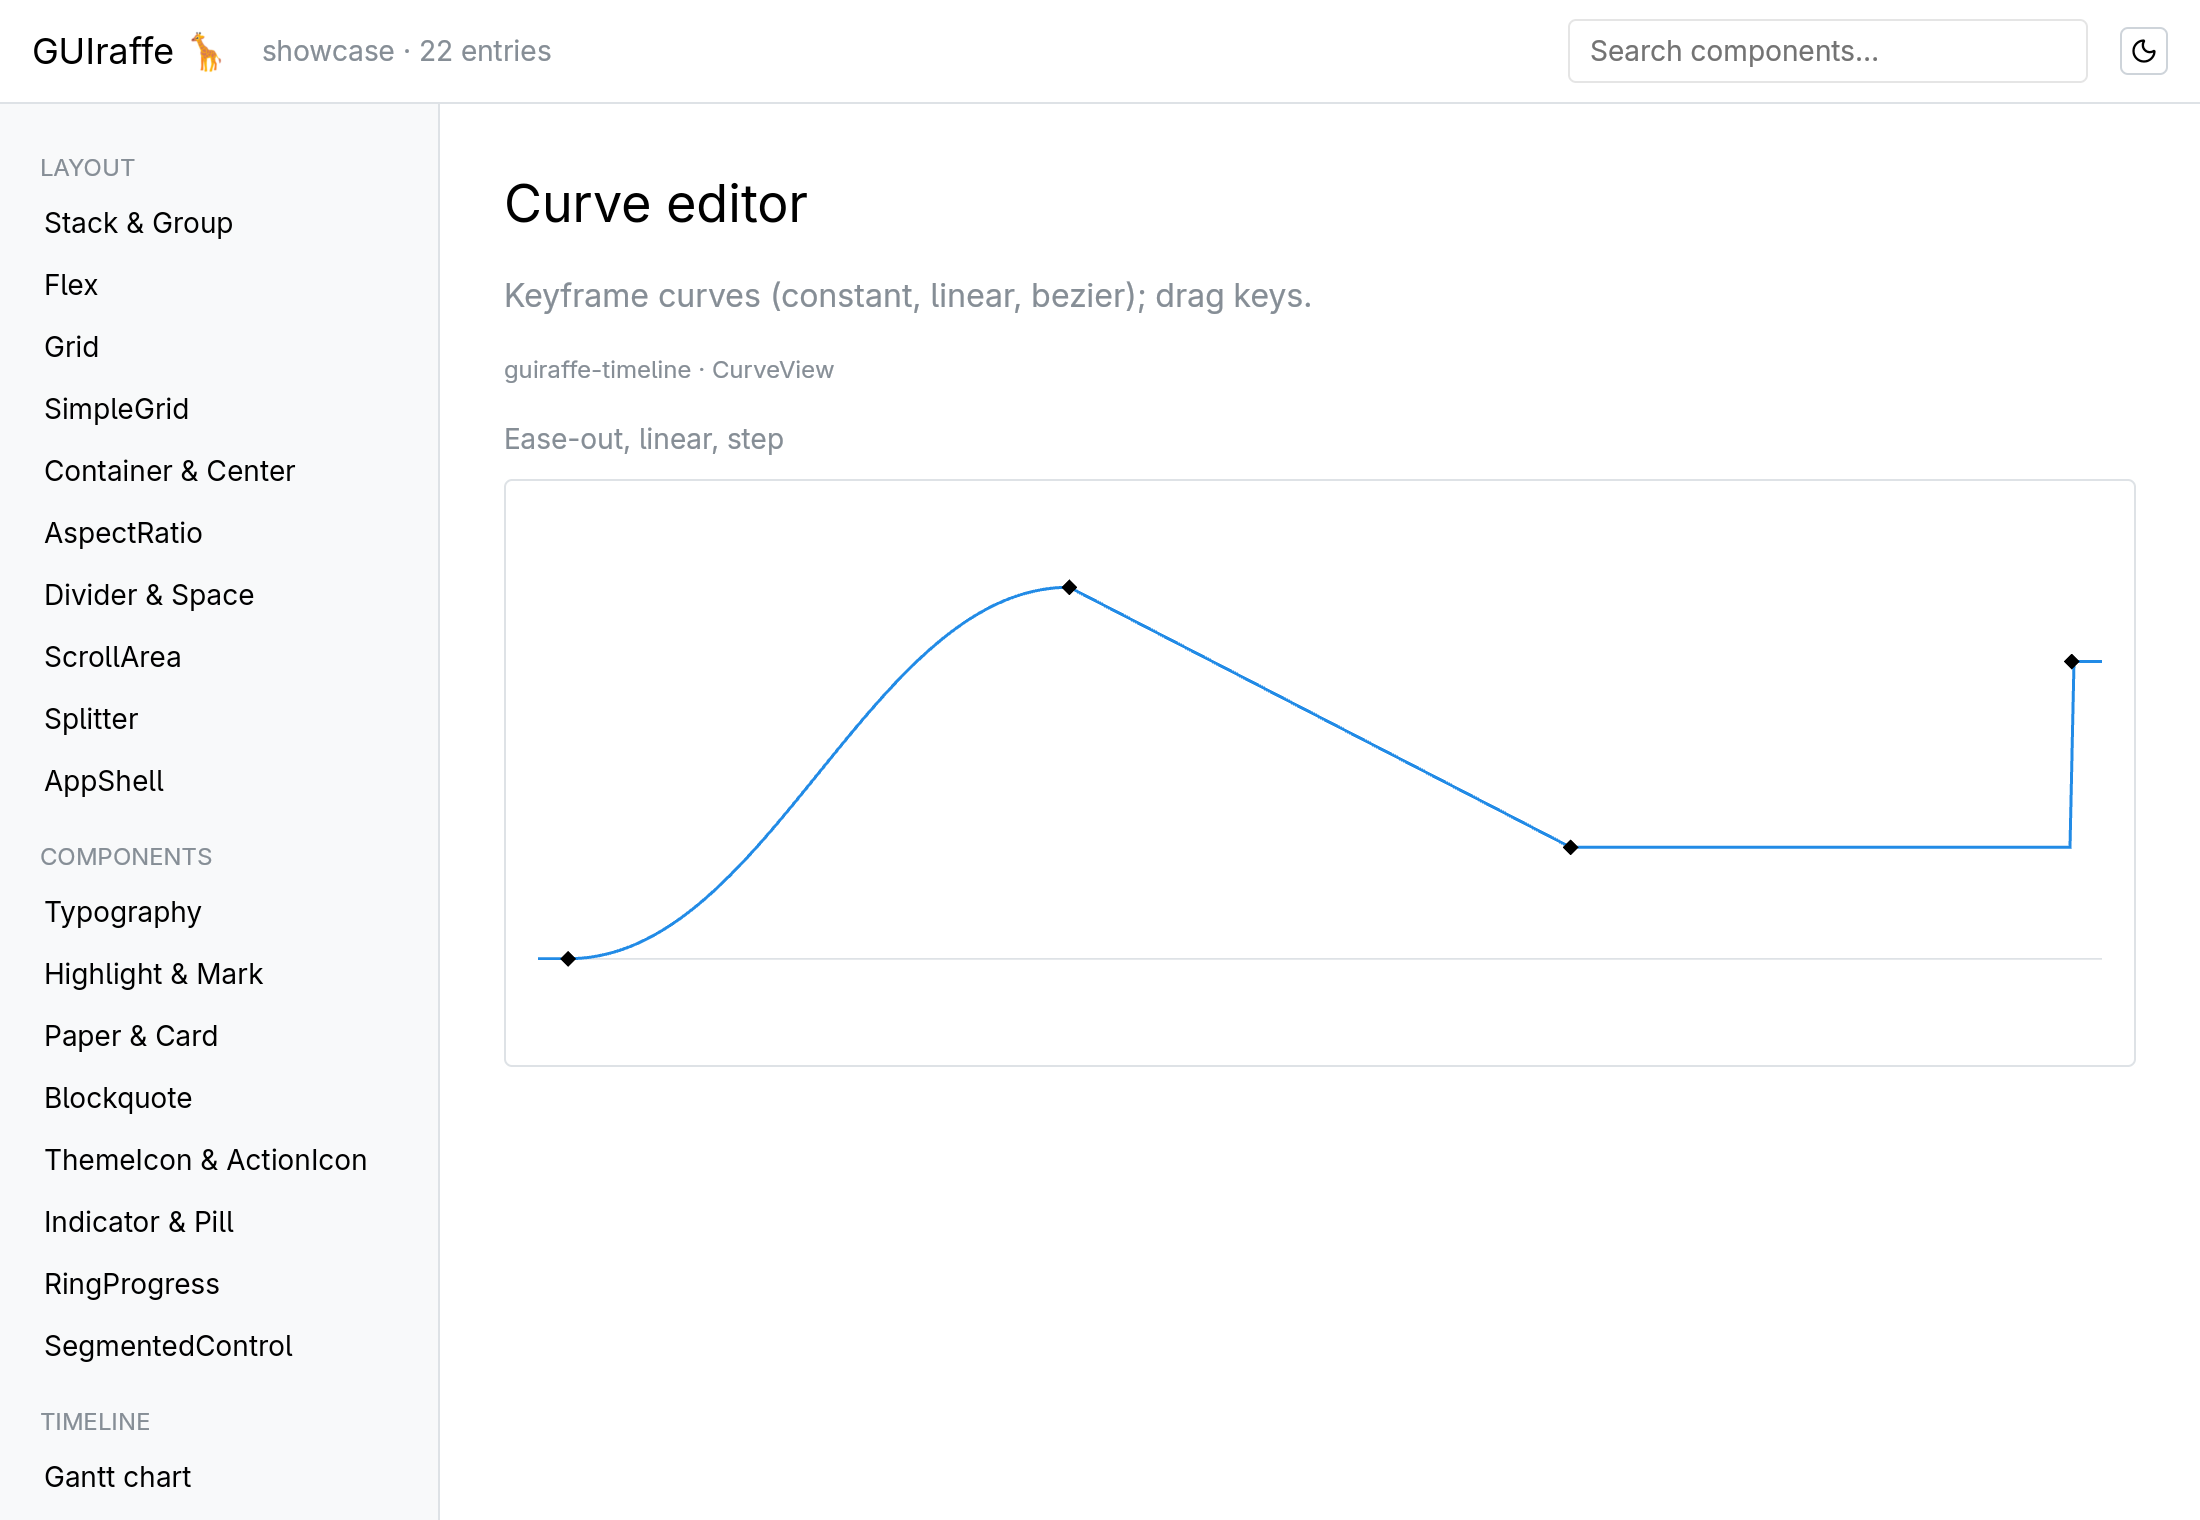 GUIraffe 🦒 showcase · 22 entries Search components...
LAYOUT
Stack & Group
Flex
Grid
SimpleGrid
Container & Center
AspectRatio
Divider & Space
ScrollArea
Splitter
AppShell
COMPONENTS
Typography
Highlight & Mark
Paper & Card
Blockquote
ThemeIcon & ActionIcon
Indicator & Pill
RingProgress
SegmentedControl
TIMELINE
Gantt chart
Curve editor
Keyframe curves (constant, linear, bezier); drag keys.
guiraffe-timeline · CurveView
Ease-out, linear, step